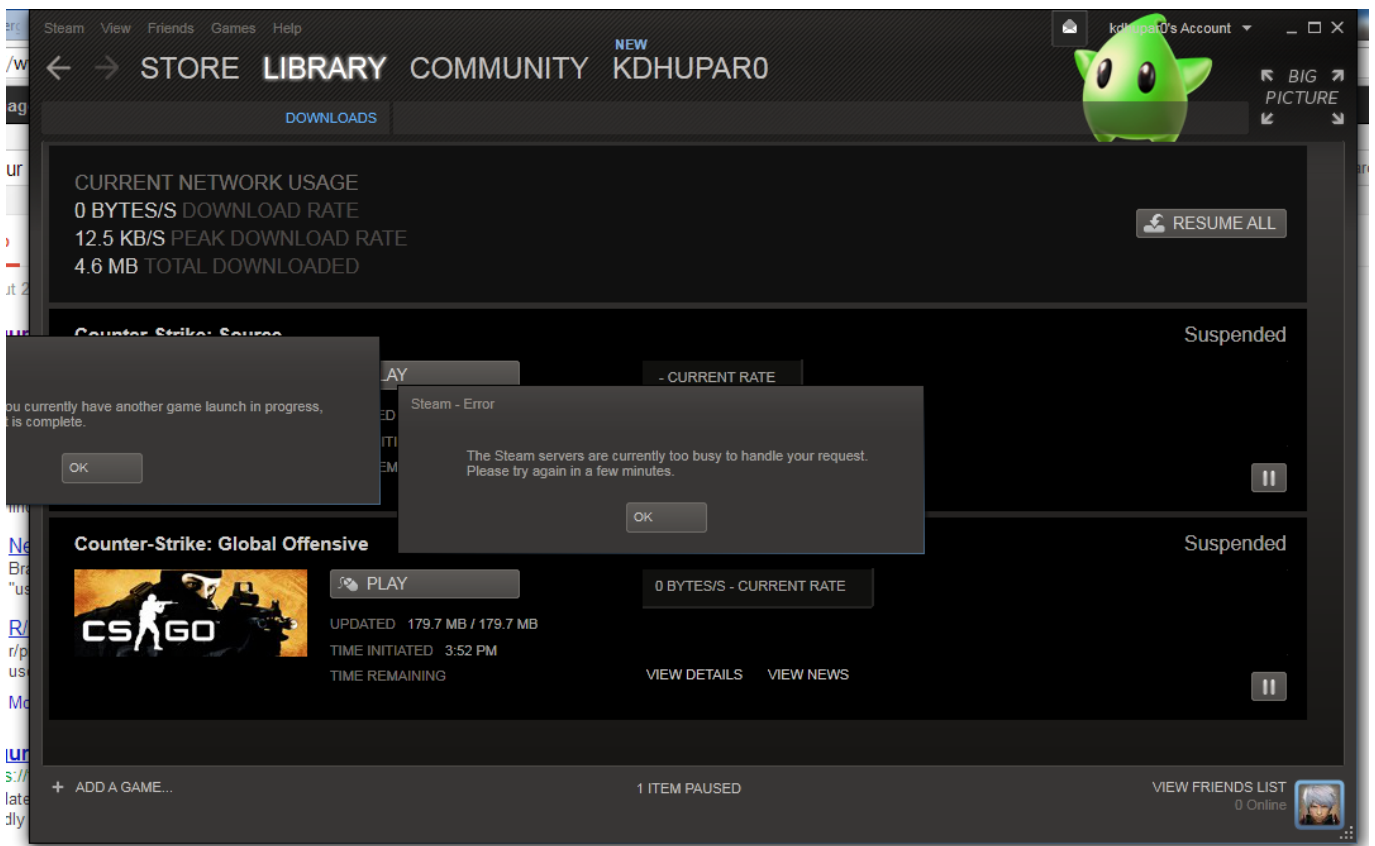 Steam View Friends Games Help
kdhupar0's Account
NEW
STORE LIBRARY COMMUNITY KDHUPAR0
BIG
PICTURE
DOWNLOADS
CURRENT NETWORK USAGE
0 BYTES/S DOWNLOAD RATE
12.5 KB/S PEAK DOWNLOAD RATE
4.6 MB TOTAL DOWNLOADED
RESUME ALL
Counter-Strike: Source
Suspended
- CURRENT RATE
currently have another game launch in progress,
is complete.
OK
Steam - Error
The Steam servers are currently too busy to handle your request.
Please try again in a few minutes.
OK
Counter-Strike: Global Offensive
Suspended
CS GO
PLAY
0 BYTES/S - CURRENT RATE
UPDATED 179.7 MB / 179.7 MB
TIME INITIATED 3:52 PM
TIME REMAINING
VIEW DETAILS VIEW NEWS
+ ADD A GAME...
1 ITEM PAUSED
VIEW FRIENDS LIST
0 Online